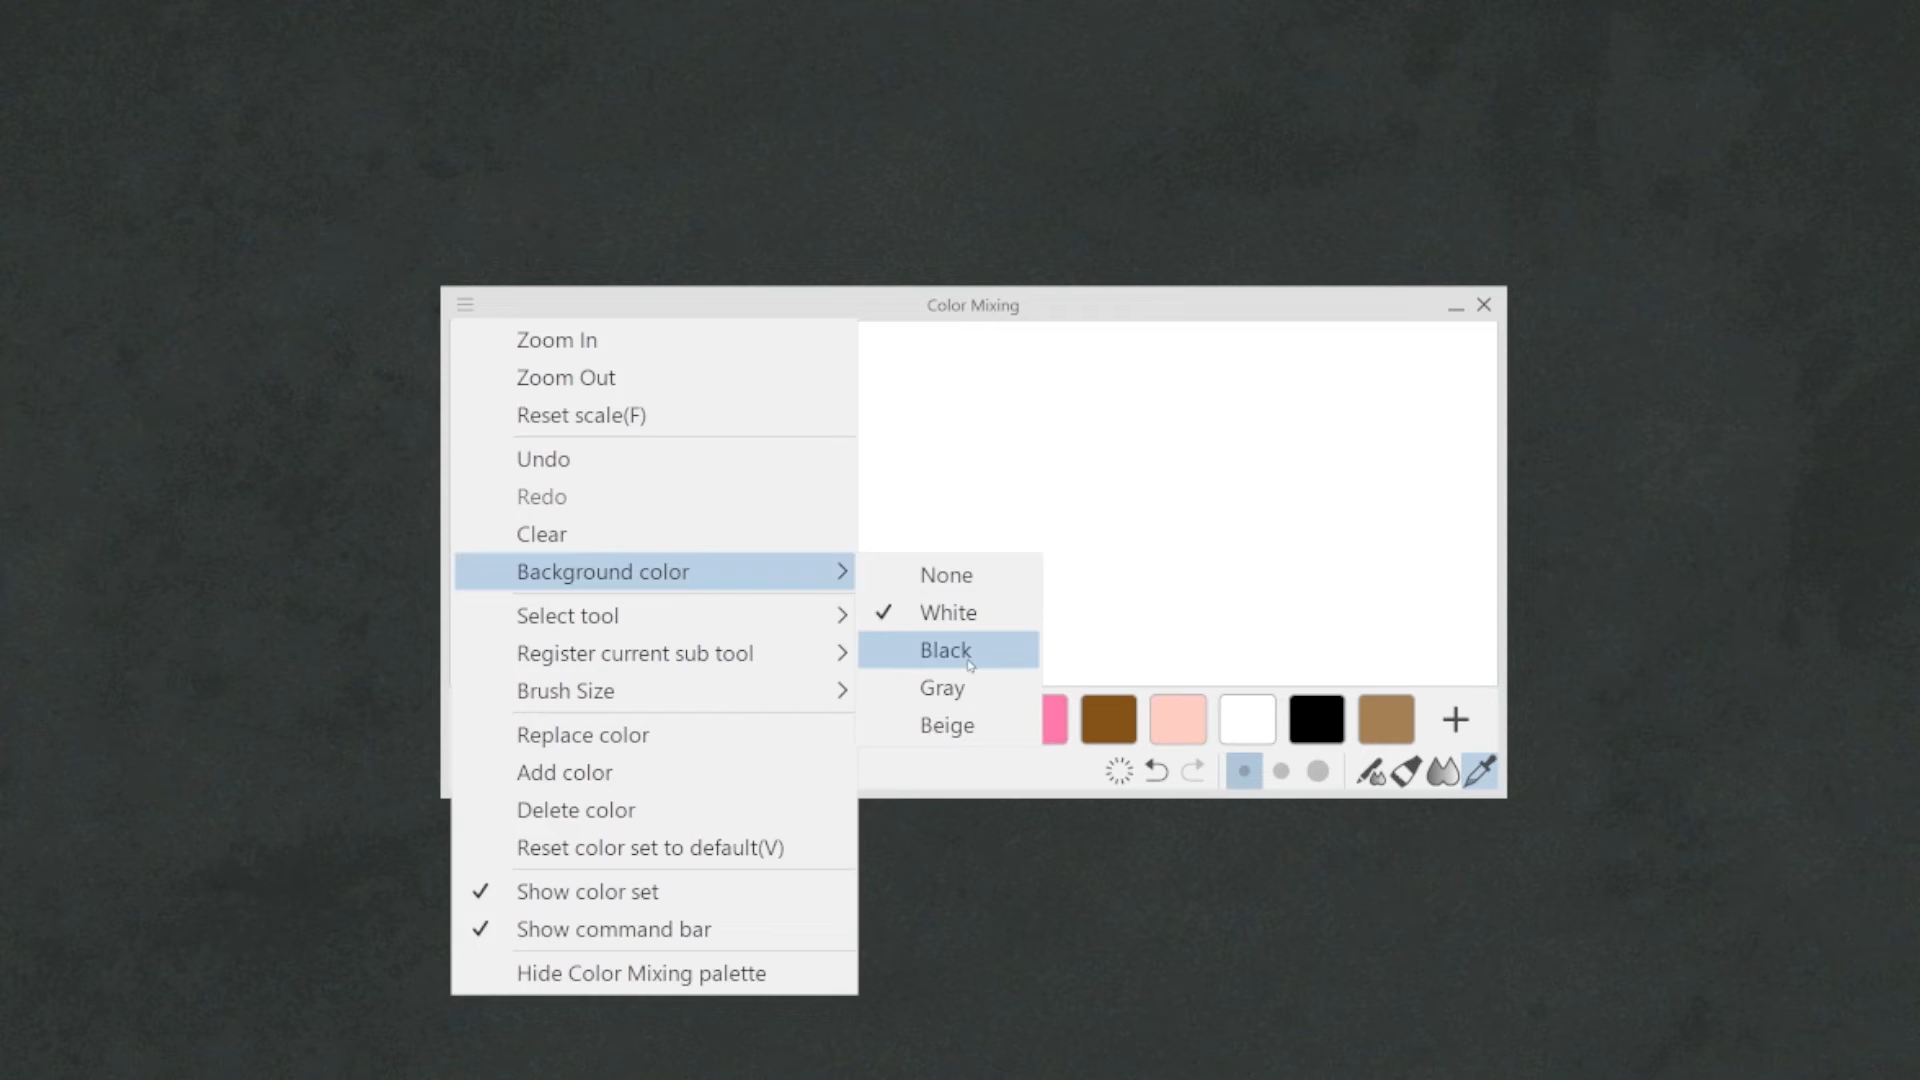 Color Mixing
Zoom In
Zoom Out
Reset scale(F)
Undo
Redo
Clear
Background color
Select tool
Register current sub tool
Brush Size
Replace color
Add color
Delete color
Reset color set to default(V)
Show color set
Show command bar
Hide Color Mixing palette
None
White
Black
Gray
Beige